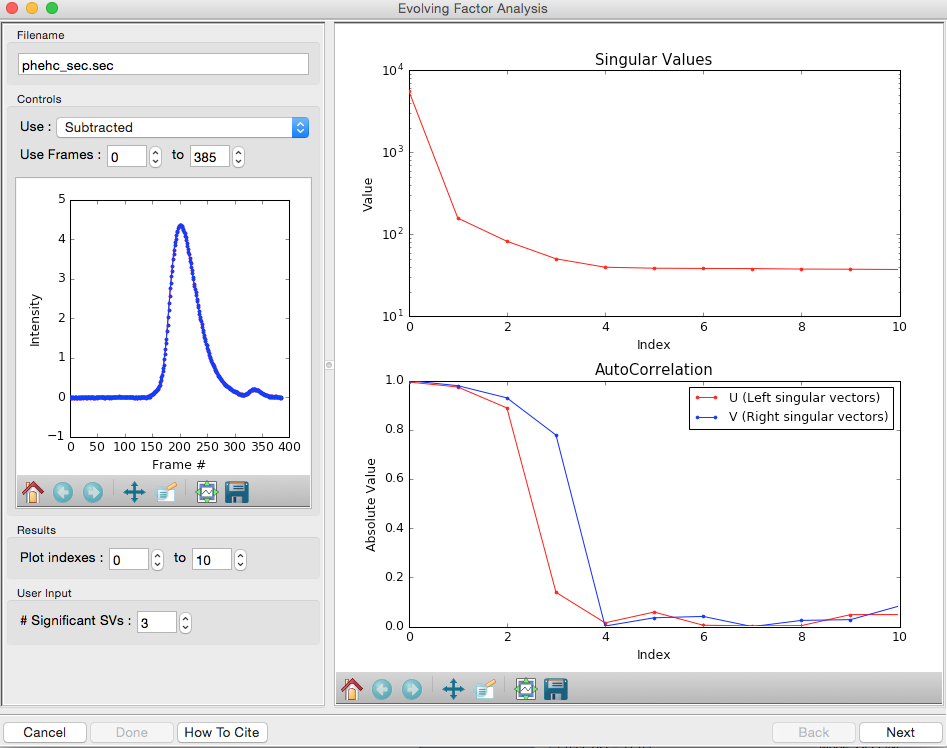 Evolving Factor Analysis
Filename
phehc_sec.sec
Controls
Use : Subtracted
Use Frames : 0 to 385
5
4
3
2
1
0
−1
Intensity
0 50 100 150 200 250 300 350 400
Frame #
Results
Plot indexes : 0 to 10
User Input
# Significant SVs : 3
Singular Values
10^4
10^3
10^2
10^1
Value
0 2 4 6 8 10
Index
AutoCorrelation
1.0
0.8
0.6
0.4
0.2
0.0
Absolute Value
U (Left singular vectors)
V (Right singular vectors)
0 2 4 6 8 10
Index
Cancel Done How To Cite Back Next